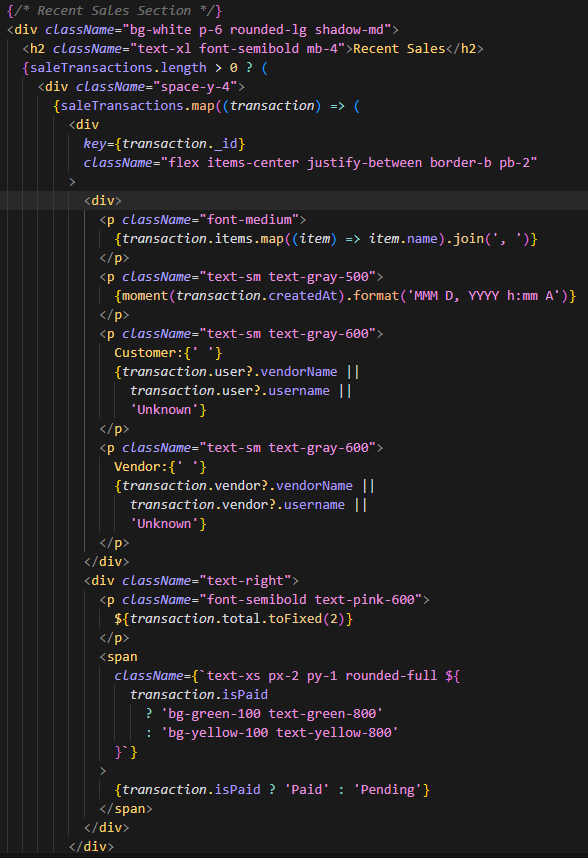 {/* Recent Sales Section */}
<div className="bg-white p-6 rounded-lg shadow-md">
<h2 className="text-xl font-semibold mb-4">Recent Sales</h2>
{saleTransactions.length > 0 ? (
<div className="space-y-4">
{saleTransactions.map((transaction) => (
<div
key={transaction._id}
className="flex items-center justify-between border-b pb-2"
>
<div>
<p className="font-medium">
{transaction.items.map((item) => item.name).join(', ')}
</p>
<p className="text-sm text-gray-500">
{moment(transaction.createdAt).format('MMM D, YYYY h:mm A')}
</p>
<p className="text-sm text-gray-600">
Customer:{' '}
{transaction.user?.vendorName ||
transaction.user?.username ||
'Unknown'}
</p>
<p className="text-sm text-gray-600">
Vendor:{' '}
{transaction.vendor?.vendorName ||
transaction.vendor?.username ||
'Unknown'}
</p>
</div>
<div className="text-right">
<p className="font-semibold text-pink-600">
${transaction.total.toFixed(2)}
</p>
<span
className={`text-xs px-2 py-1 rounded-full ${
transaction.isPaid
? 'bg-green-100 text-green-800'
: 'bg-yellow-100 text-yellow-800'
}`}
>
{transaction.isPaid ? 'Paid' : 'Pending'}
</span>
</div>
</div>